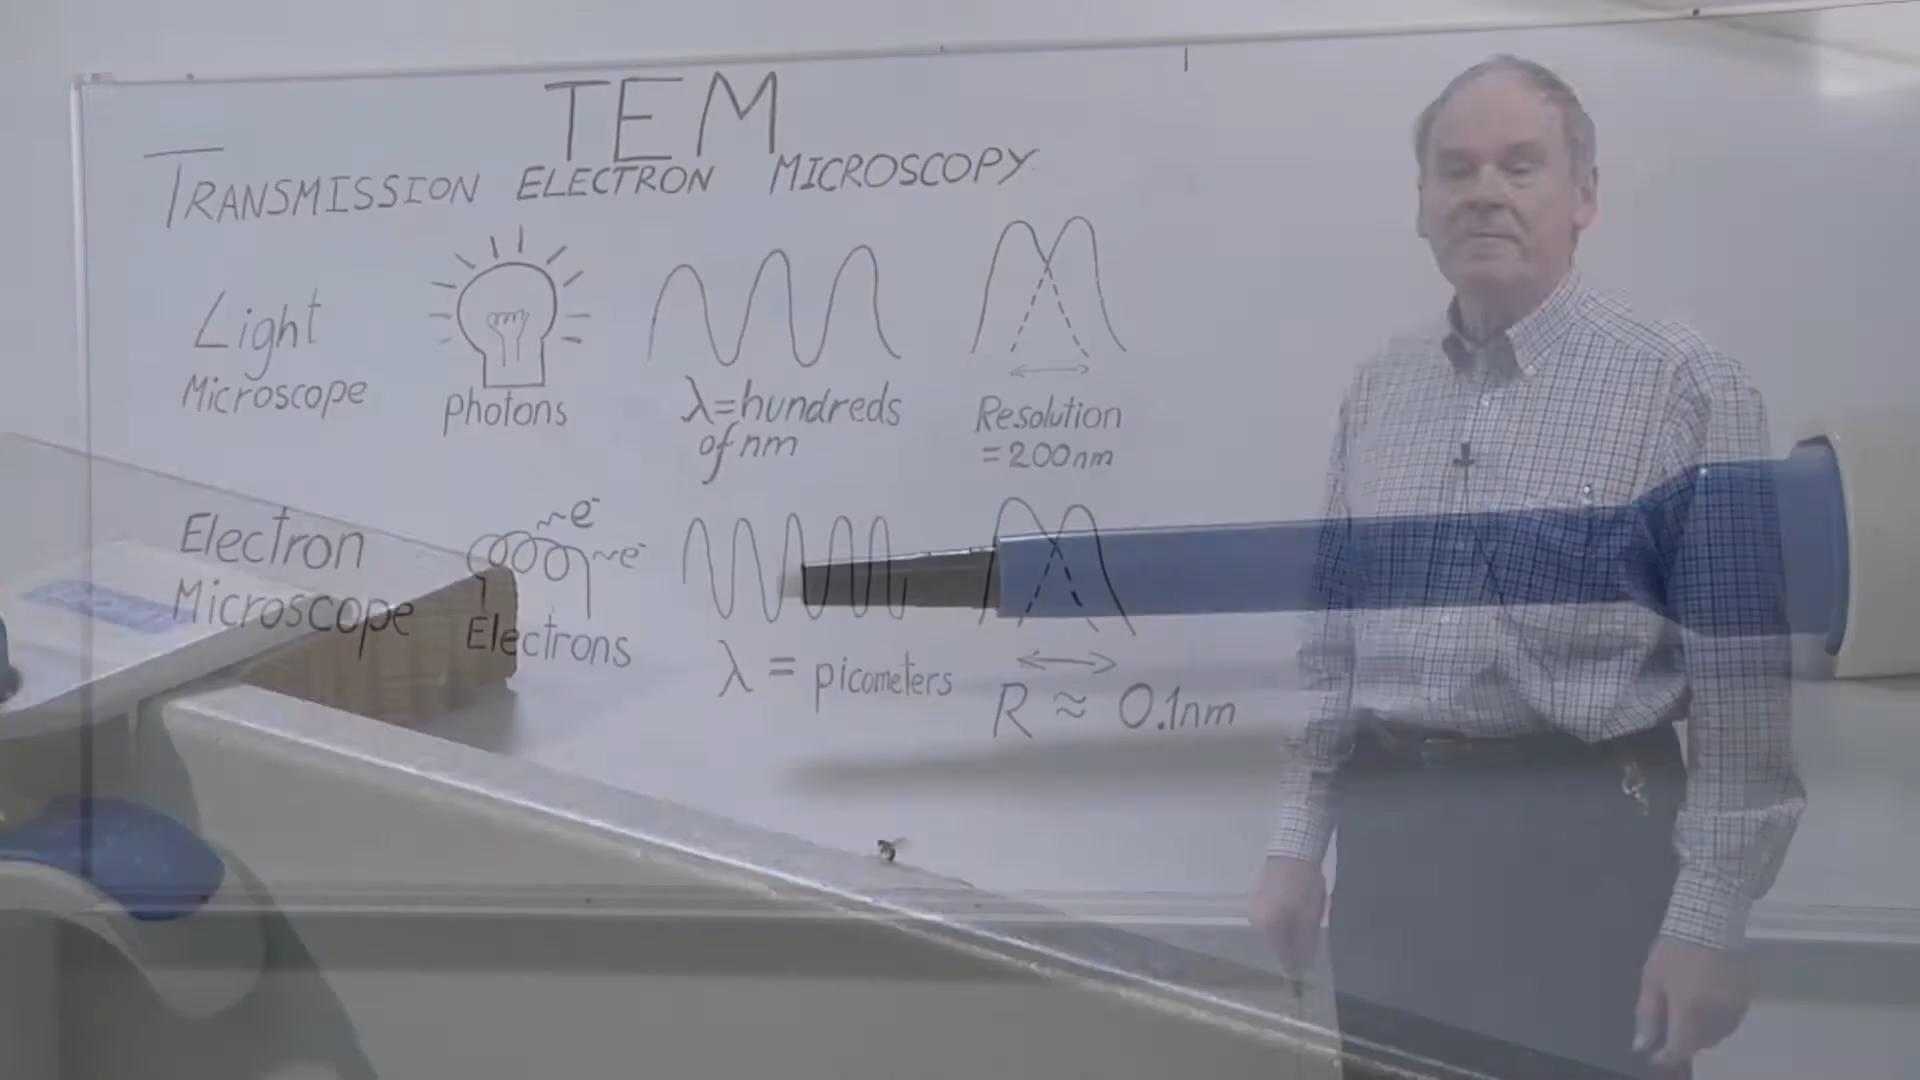 TEM
TRANSMISSION ELECTRON MICROSCOPY
Light
Microscope
photons
λ=hundreds
of nm
Resolution
=200nm
Electron
Microscope
~e⁻
~e⁻
Electrons
λ = picometers
R ≈ 0.1nm